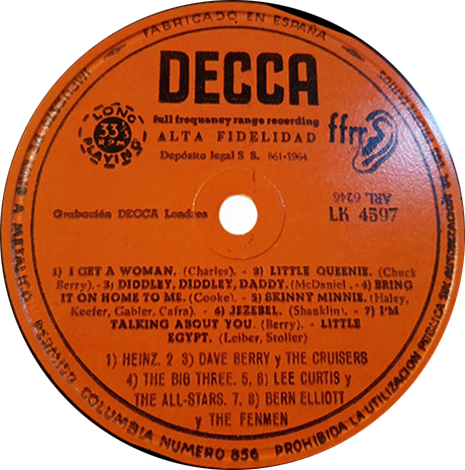 FABRICADO EN ESPAÑA
DECCA
full frequency range recording
ALTA FIDELIDAD
Depósito legal S S. 861-1964
LONG
33⅓
RPM
PLAYING
ffrr
Grabación DECCA Londres
ARL 6246
LK 4597
1) I GET A WOMAN. (Charles). - 2) LITTLE QUEENIE. (Chuck
Berry).- 3) DIDDLEY, DIDDLEY, DADDY. (McDaniel).- 4) BRING
IT ON HOME TO ME. (Cooke). - 5) SKINNY MINNIE. (Haley,
Keefer, Gabler, Cafra). - 6) JEZEBEL. (Shanklin). - 7) I'M
TALKING ABOUT YOU. (Berry). - LITTLE
EGYPT. (Leiber, Stoller)
1) HEINZ. 2. 3) DAVE BERRY y THE CRUISERS
4) THE BIG THREE. 5, 6) LEE CURTIS y
THE ALL-STARS. 7, 8) BERN ELLIOTT
y THE FENMEN
COLUMBIA NUMERO 856
PROHIBIDA LA UTILIZACION PUBLICA SIN AUTORIZACION